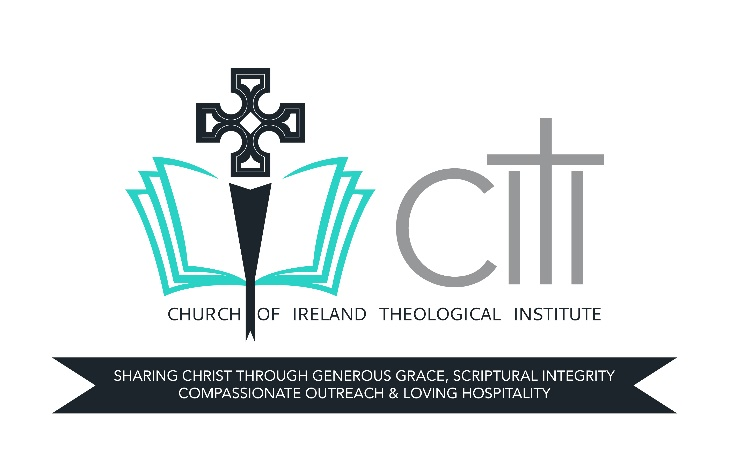 CITI
CHURCH OF IRELAND THEOLOGICAL INSTITUTE
SHARING CHRIST THROUGH GENEROUS GRACE, SCRIPTURAL INTEGRITY
COMPASSIONATE OUTREACH & LOVING HOSPITALITY